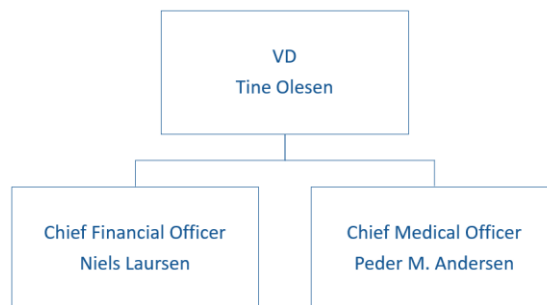 VD
Tine Olesen
Chief Financial Officer
Niels Laursen
Chief Medical Officer
Peder M. Andersen